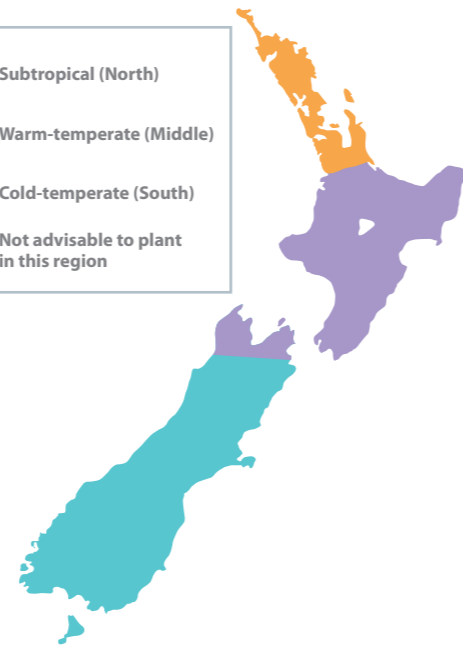 Subtropical (North)
Warm-temperate (Middle)
Cold-temperate (South)
Not advisable to plant
in this region